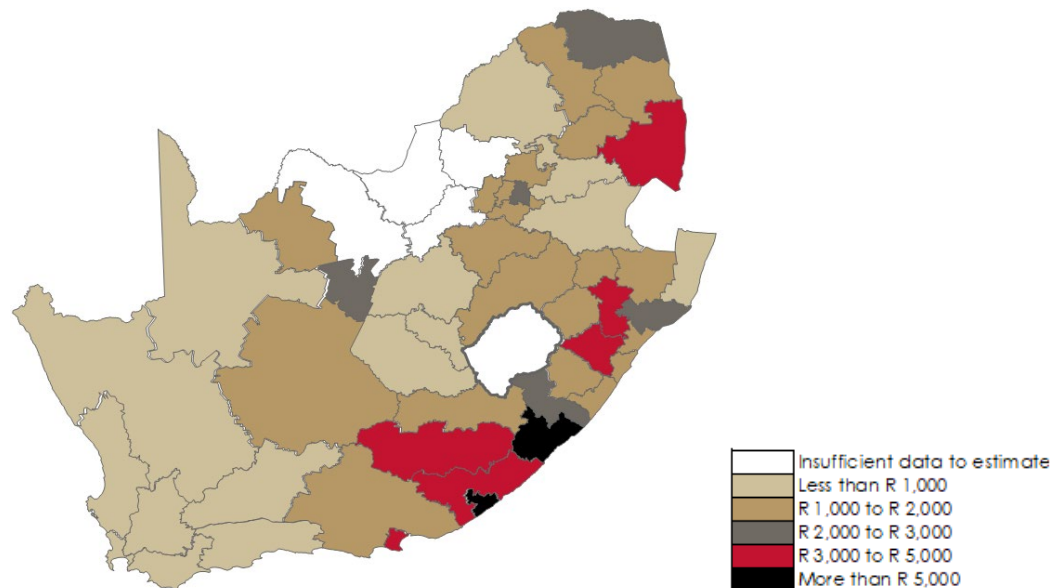 Insufficient data to estimate
Less than R 1,000
R 1,000 to R 2,000
R 2,000 to R 3,000
R 3,000 to R 5,000
More than R 5,000